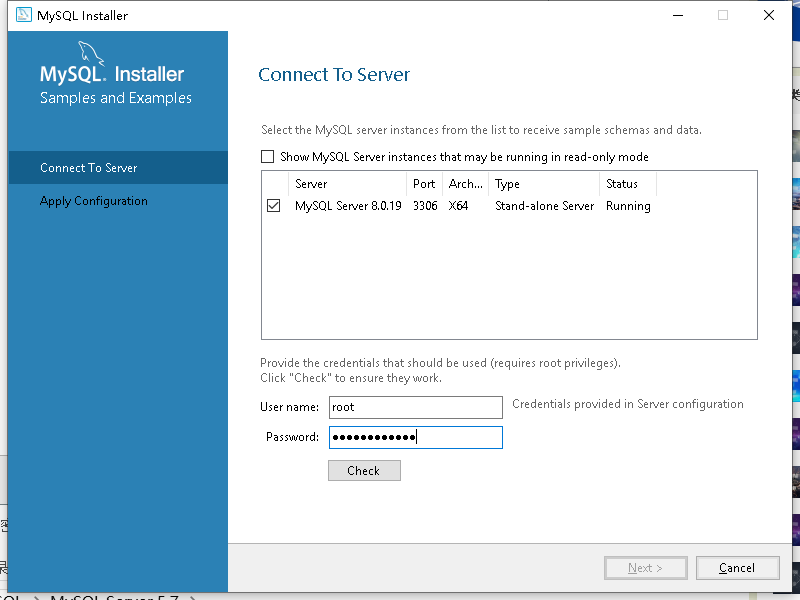 MySQL Installer
MySQL. Installer
Samples and Examples
Connect To Server
Apply Configuration
Connect To Server
Select the MySQL server instances from the list to receive sample schemas and data.
Show MySQL Server instances that may be running in read-only mode
Server Port Arch... Type Status
MySQL Server 8.0.19 3306 X64 Stand-alone Server Running
Provide the credentials that should be used (requires root privileges).
Click "Check" to ensure they work.
User name: root Credentials provided in Server configuration
Password: ●●●●●●●●●●●●
Check
Next > Cancel